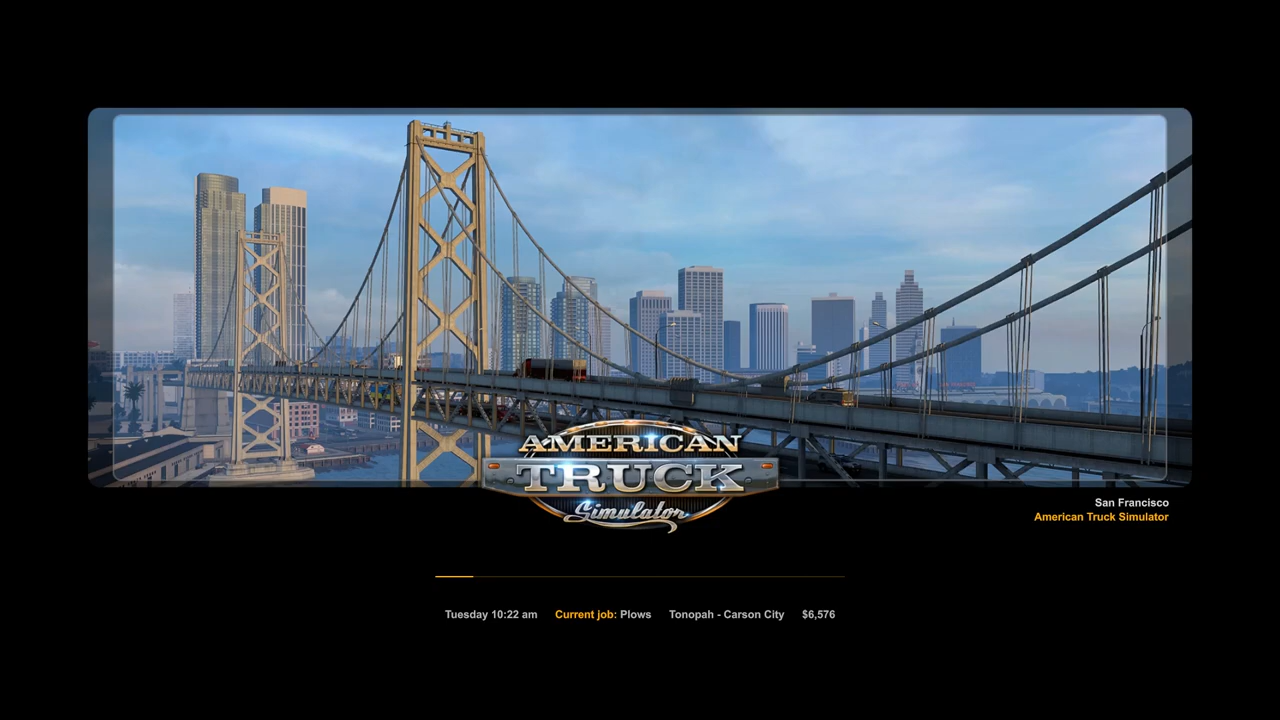 AMERICAN
TRUCK
Simulator
San Francisco
American Truck Simulator
Tuesday 10:22 am Current job: Plows Tonopah - Carson City $6,576